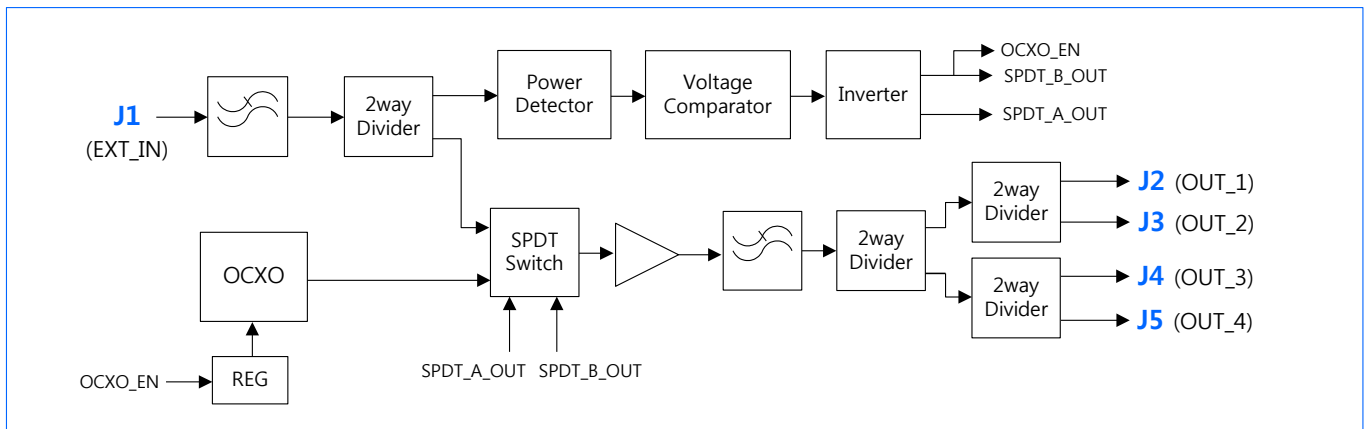 OCXO_EN
SPDT_B_OUT
SPDT_A_OUT
J1
(EXT_IN)
2way
Divider
Power
Detector
Voltage
Comparator
Inverter
OCXO
SPDT
Switch
2way
Divider
2way
Divider
J2 (OUT_1)
J3 (OUT_2)
2way
Divider
J4 (OUT_3)
J5 (OUT_4)
OCXO_EN
REG
SPDT_A_OUT
SPDT_B_OUT